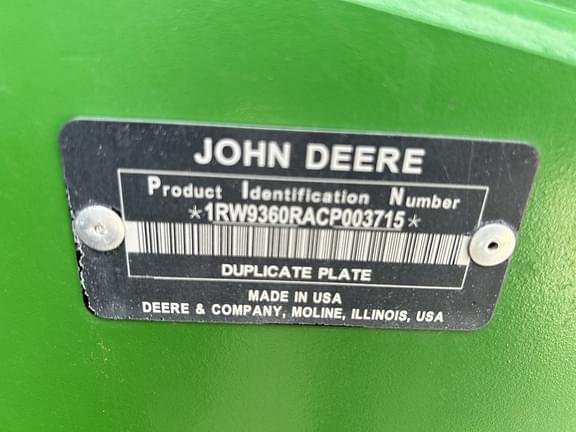 JOHN DEERE
Product Identification Number
*1RW9360RACP003715*
DUPLICATE PLATE
MADE IN USA
DEERE & COMPANY, MOLINE, ILLINOIS, USA